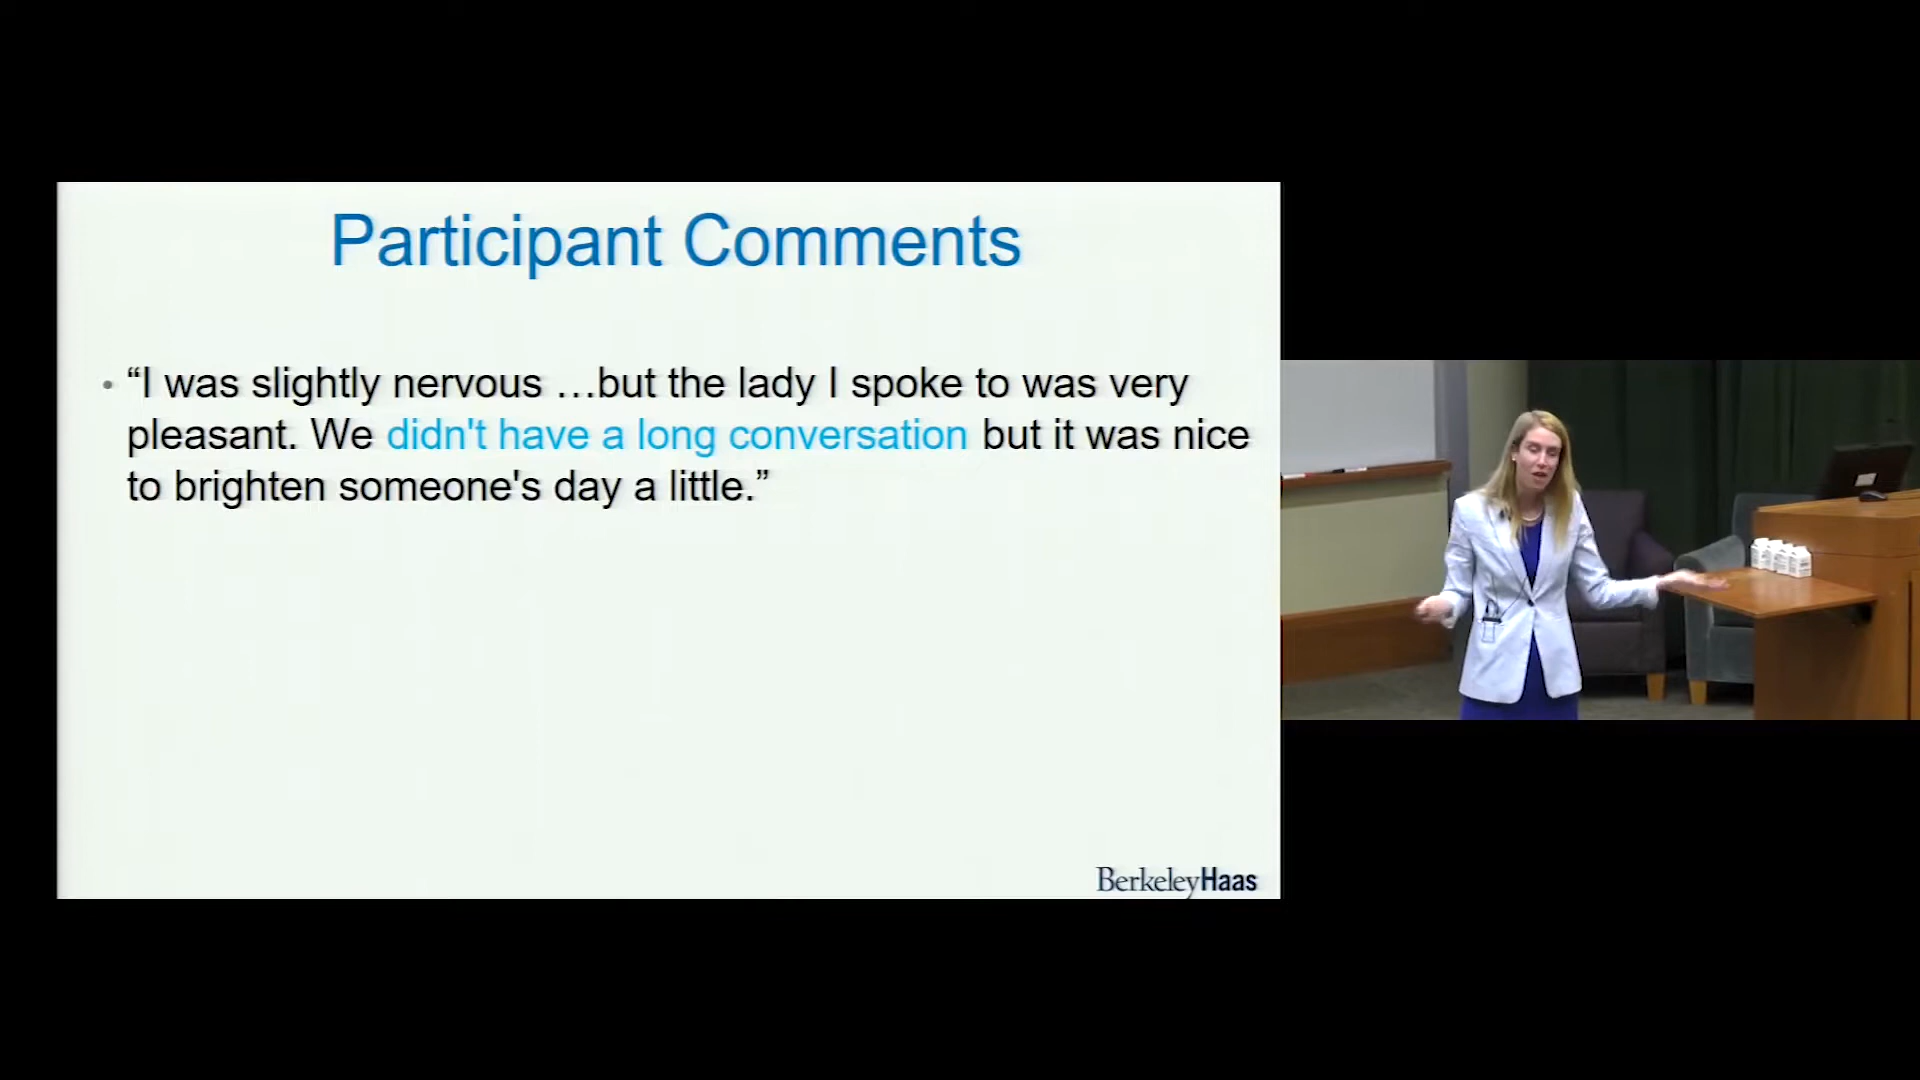 Participant Comments
• “I was slightly nervous …but the lady I spoke to was very
pleasant. We didn't have a long conversation but it was nice
to brighten someone's day a little.”
BerkeleyHaas